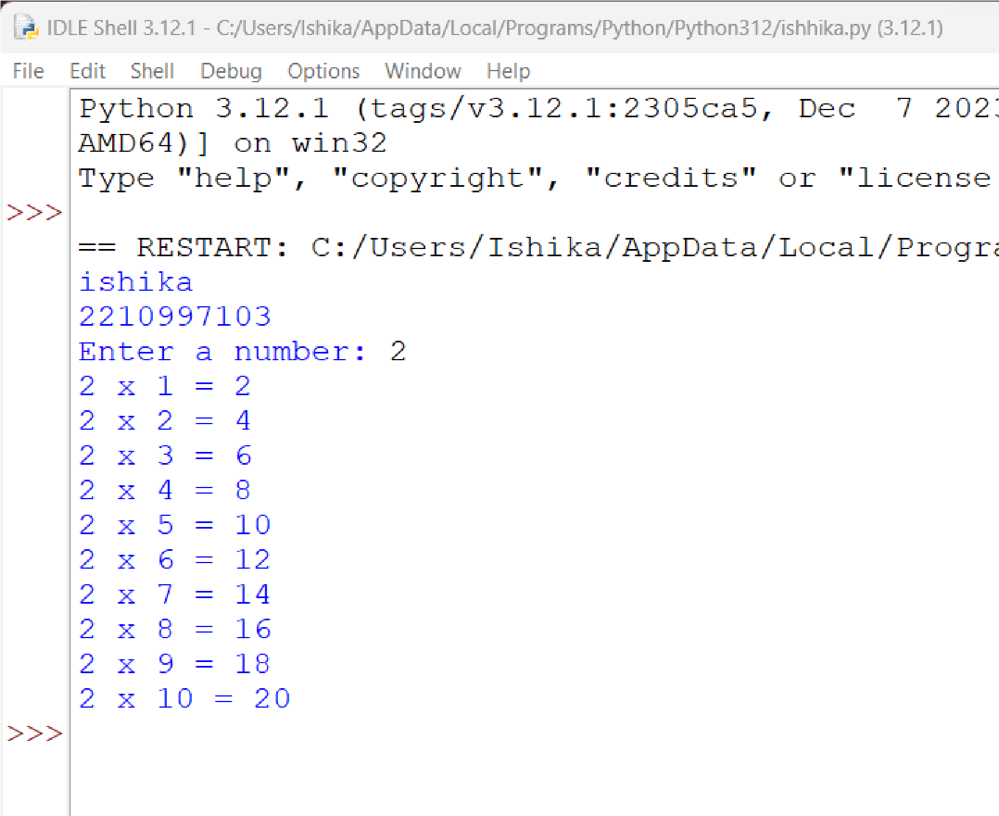 IDLE Shell 3.12.1 - C:/Users/Ishika/AppData/Local/Programs/Python/Python312/ishhika.py (3.12.1)
File Edit Shell Debug Options Window Help
Python 3.12.1 (tags/v3.12.1:2305ca5, Dec  7 2023
AMD64)] on win32
Type "help", "copyright", "credits" or "license
>>>
== RESTART: C:/Users/Ishika/AppData/Local/Progra
ishika
2210997103
Enter a number: 2
2 x 1 = 2
2 x 2 = 4
2 x 3 = 6
2 x 4 = 8
2 x 5 = 10
2 x 6 = 12
2 x 7 = 14
2 x 8 = 16
2 x 9 = 18
2 x 10 = 20
>>>